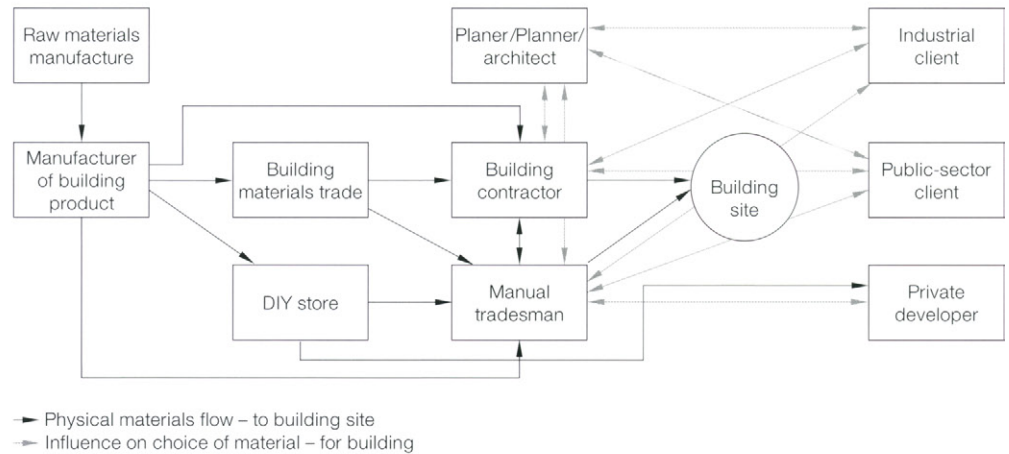 Raw materials
manufacture
Planer/Planner/
architect
Industrial
client
Manufacturer
of building
product
Building
materials trade
Building
contractor
Building
site
Public-sector
client
DIY store
Manual
tradesman
Private
developer
Physical materials flow – to building site
Influence on choice of material – for building